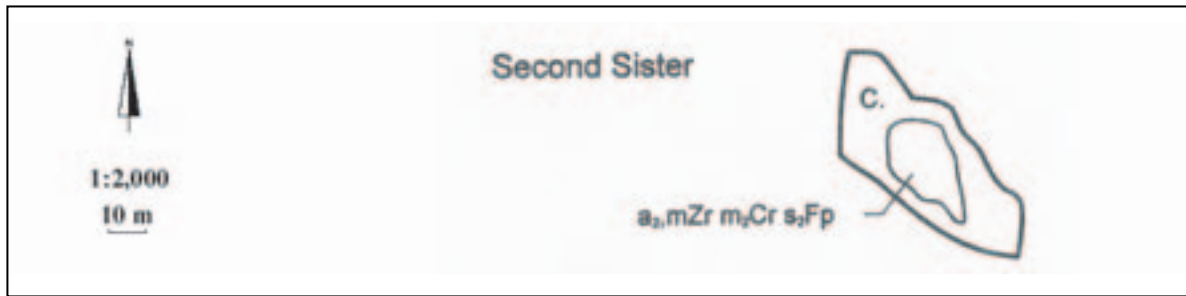 N
Second Sister
C.
1:2,000
10 m
a₂,mZr m₂Cr s₂Fp